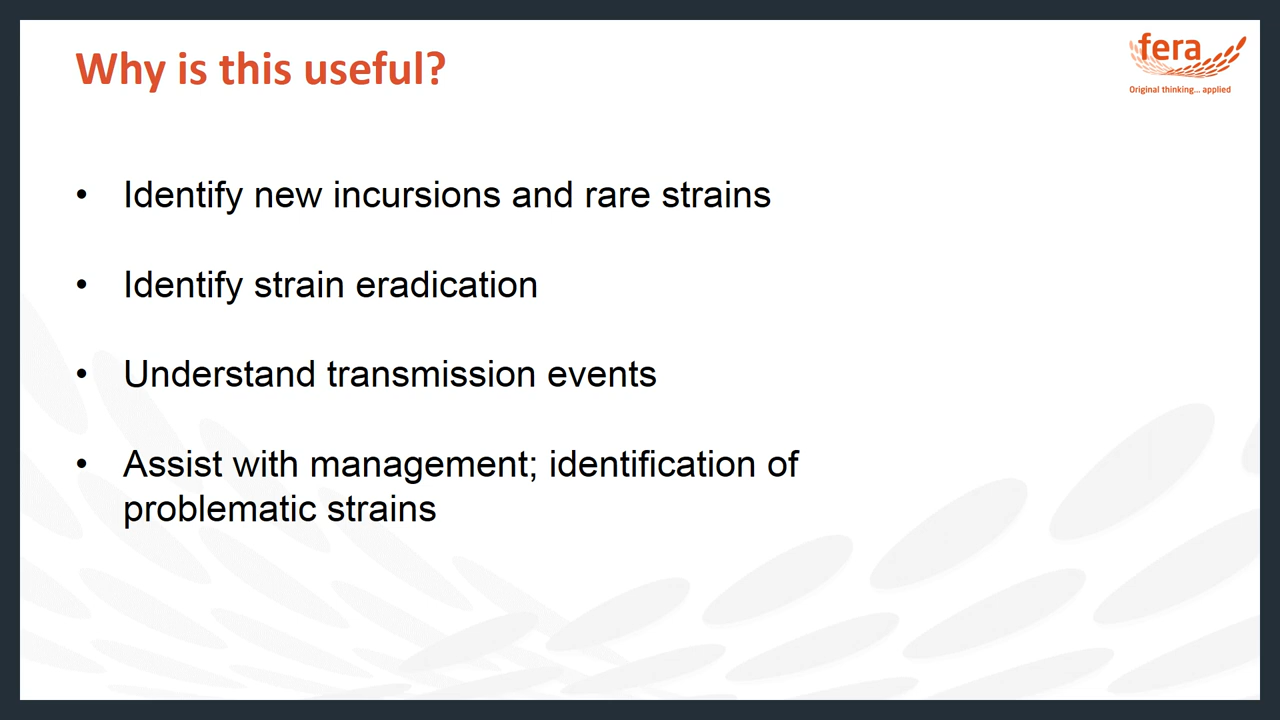 Why is this useful?
fera
Original thinking... applied
• Identify new incursions and rare strains
• Identify strain eradication
• Understand transmission events
• Assist with management; identification of
problematic strains